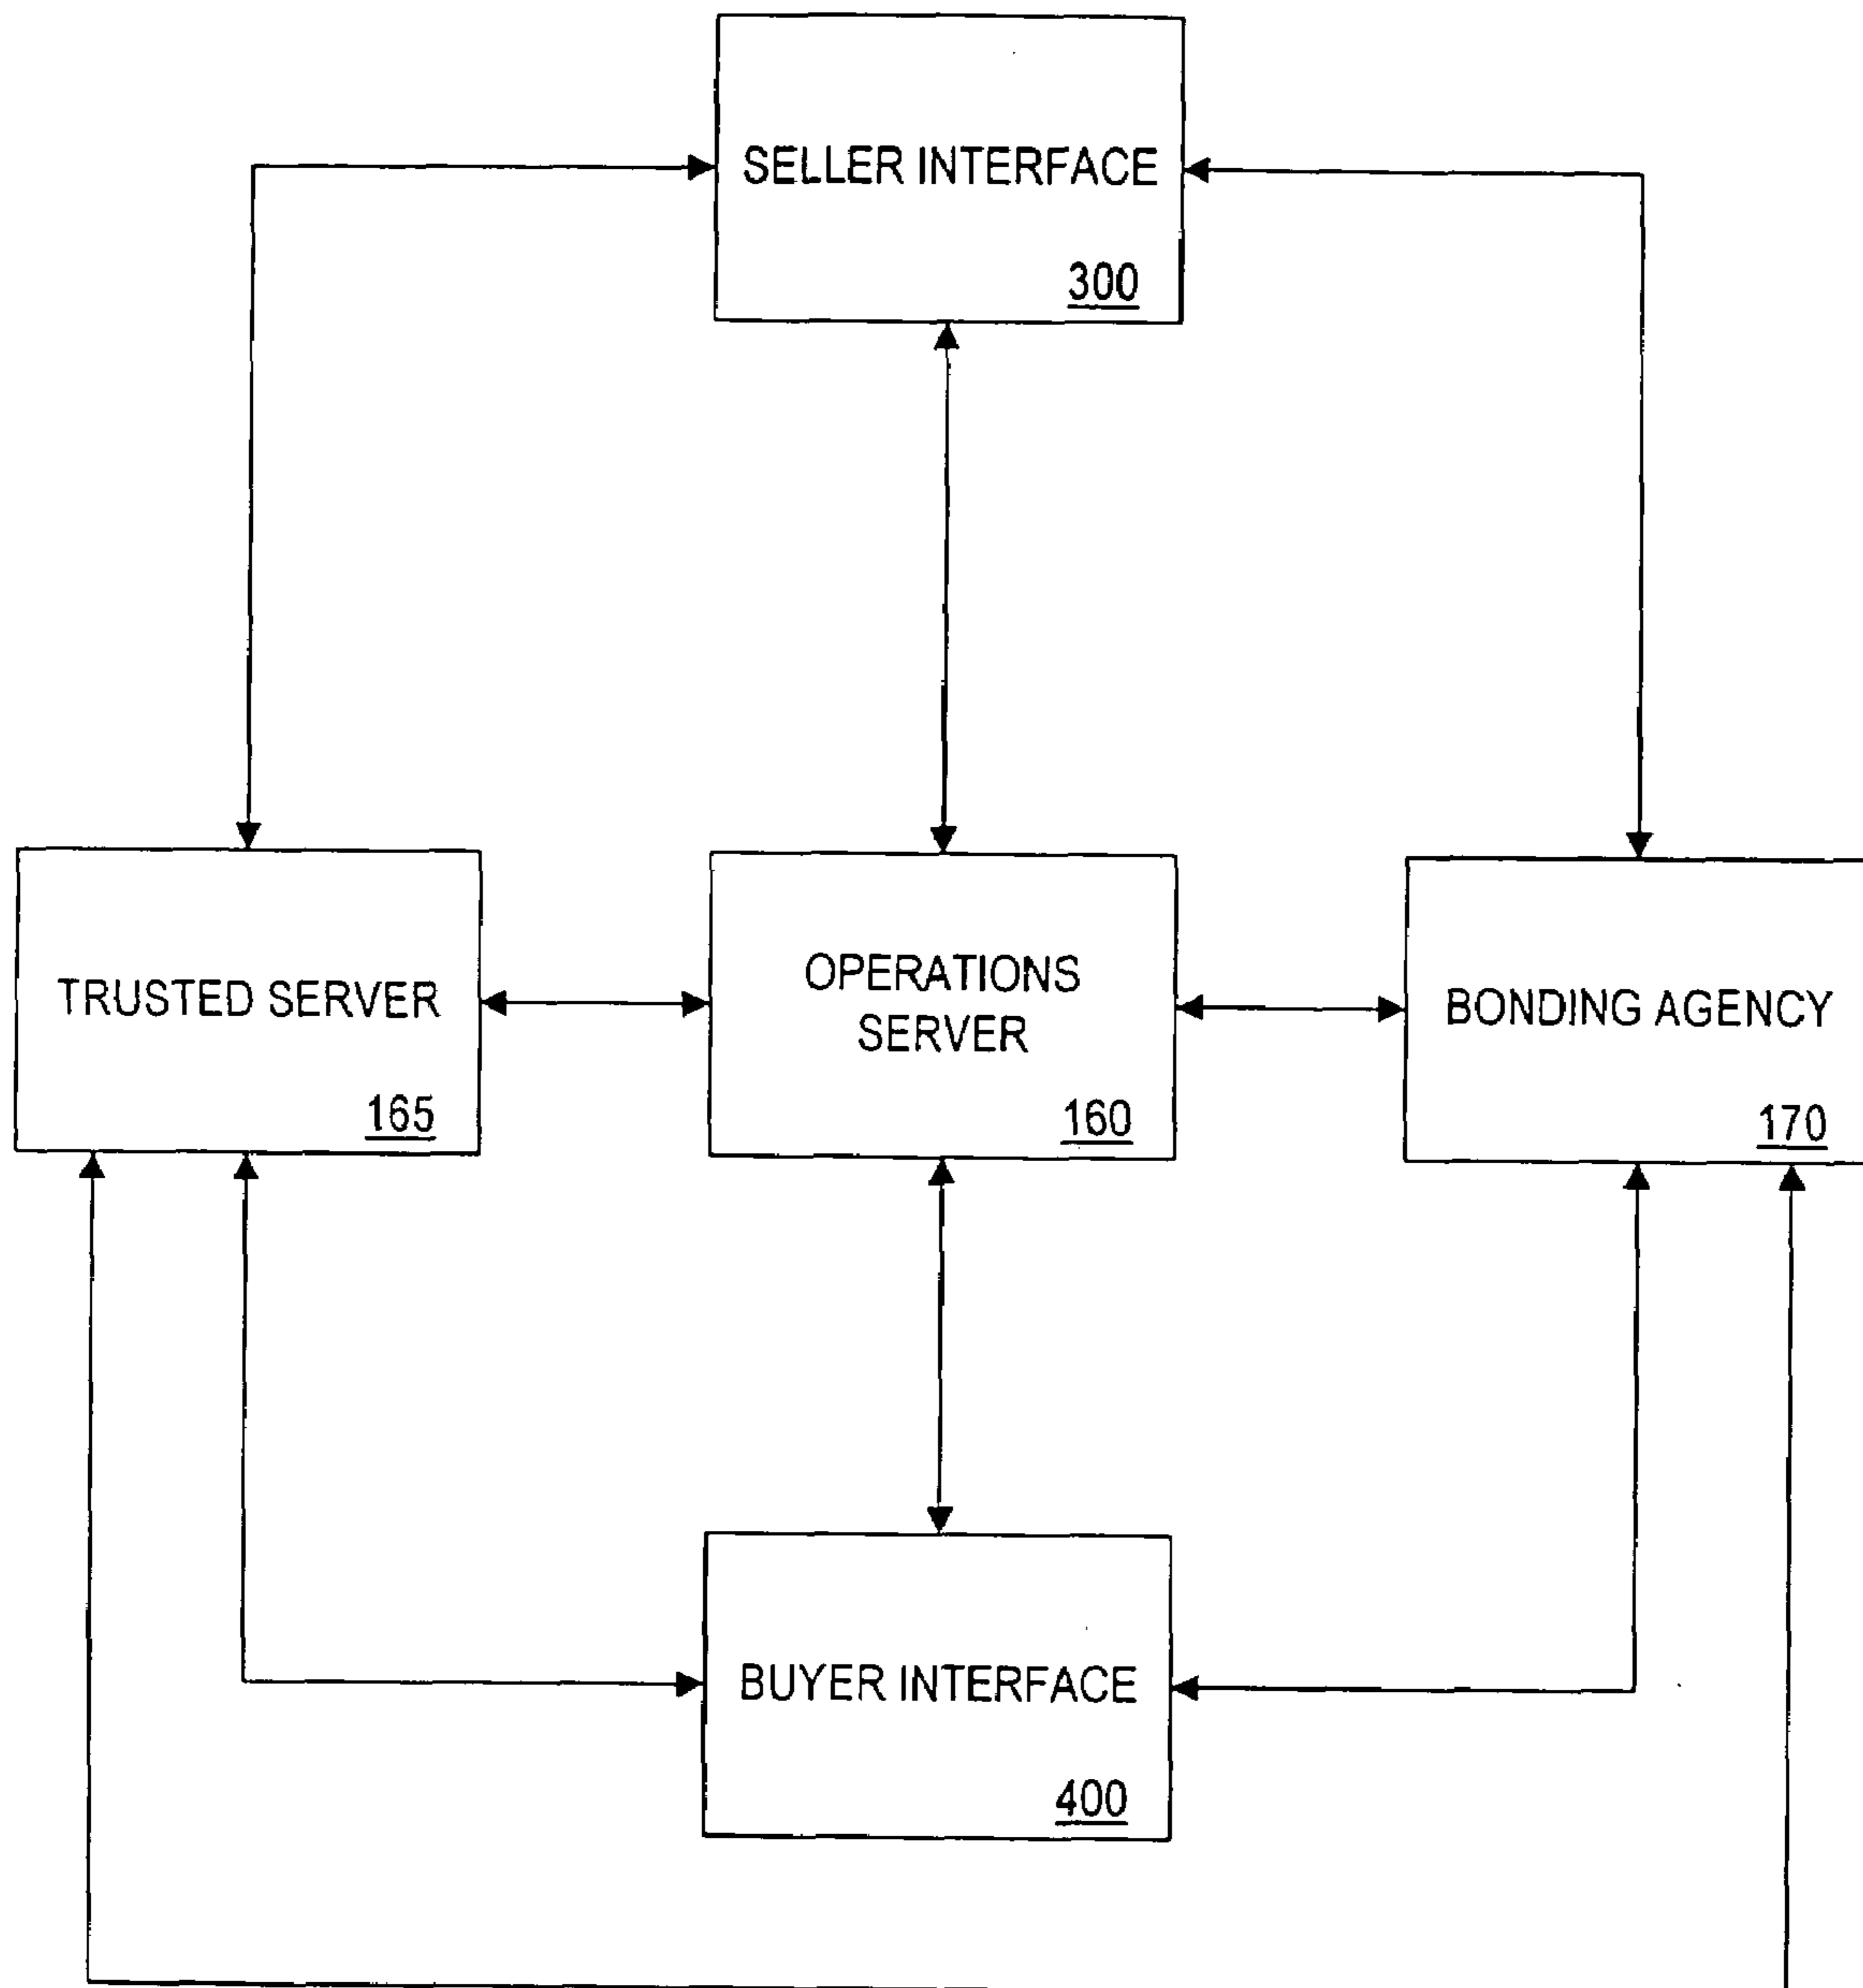 SELLER INTERFACE
300
TRUSTED SERVER
165
OPERATIONS
SERVER
160
BONDING AGENCY
170
BUYER INTERFACE
400